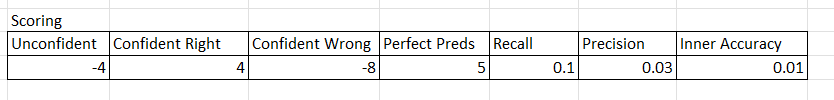 Scoring
Unconfident Confident Right Confident Wrong Perfect Preds Recall Precision Inner Accuracy
-4 4 -8 5 0.1 0.03 0.01